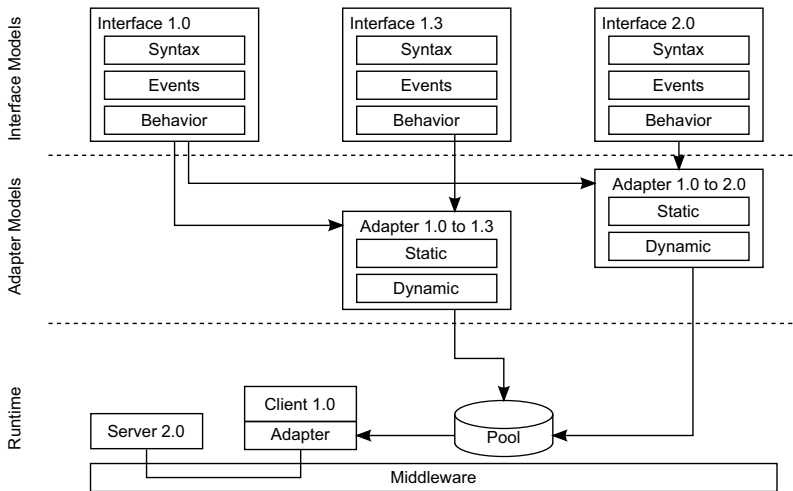 Interface Models
Interface 1.0
Syntax
Events
Behavior
Interface 1.3
Syntax
Events
Behavior
Interface 2.0
Syntax
Events
Behavior
Adapter Models
Adapter 1.0 to 1.3
Static
Dynamic
Adapter 1.0 to 2.0
Static
Dynamic
Runtime
Server 2.0
Client 1.0
Adapter
Pool
Middleware